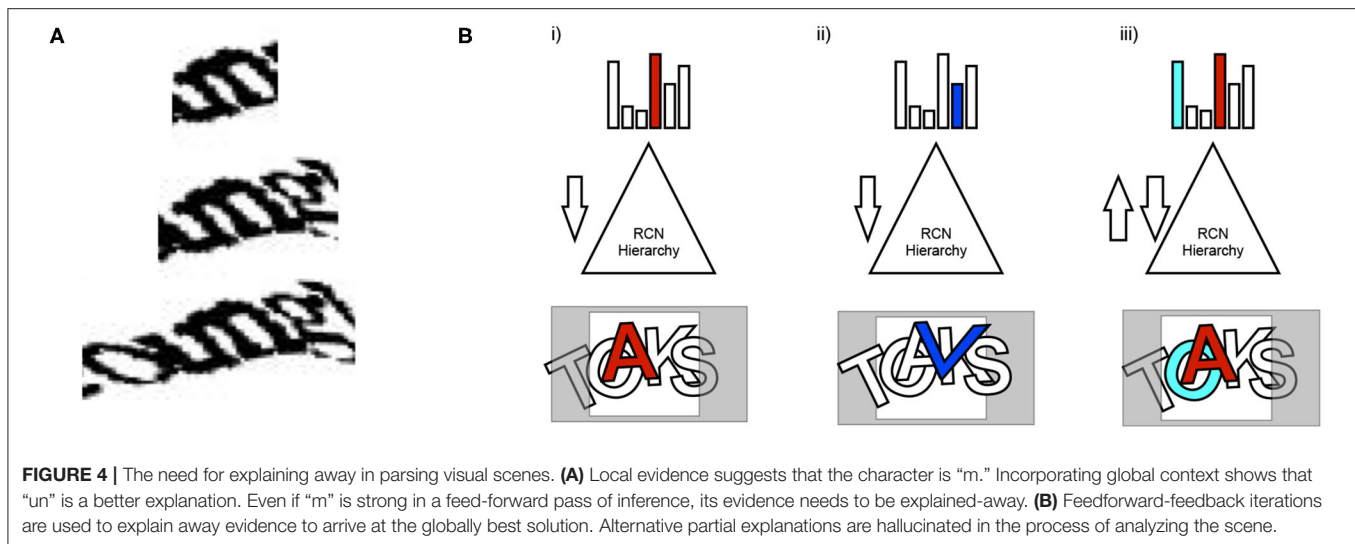 A
B
i)
ii)
iii)
RCN
Hierarchy
RCN
Hierarchy
RCN
Hierarchy
FIGURE 4 | The need for explaining away in parsing visual scenes. (A) Local evidence suggests that the character is “m.” Incorporating global context shows that
“un” is a better explanation. Even if “m” is strong in a feed-forward pass of inference, its evidence needs to be explained-away. (B) Feedforward-feedback iterations
are used to explain away evidence to arrive at the globally best solution. Alternative partial explanations are hallucinated in the process of analyzing the scene.